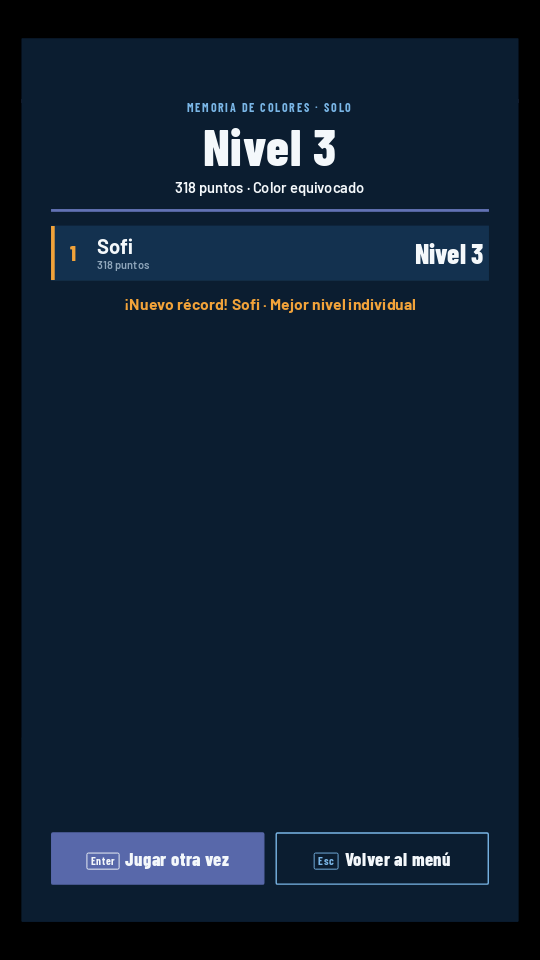 MEMORIA DE COLORES · SOLO
Nivel 3
318 puntos · Color equivocado
1 Sofi Nivel 3
318 puntos
¡Nuevo récord! Sofi · Mejor nivel individual
Enter Jugar otra vez
Esc Volver al menú